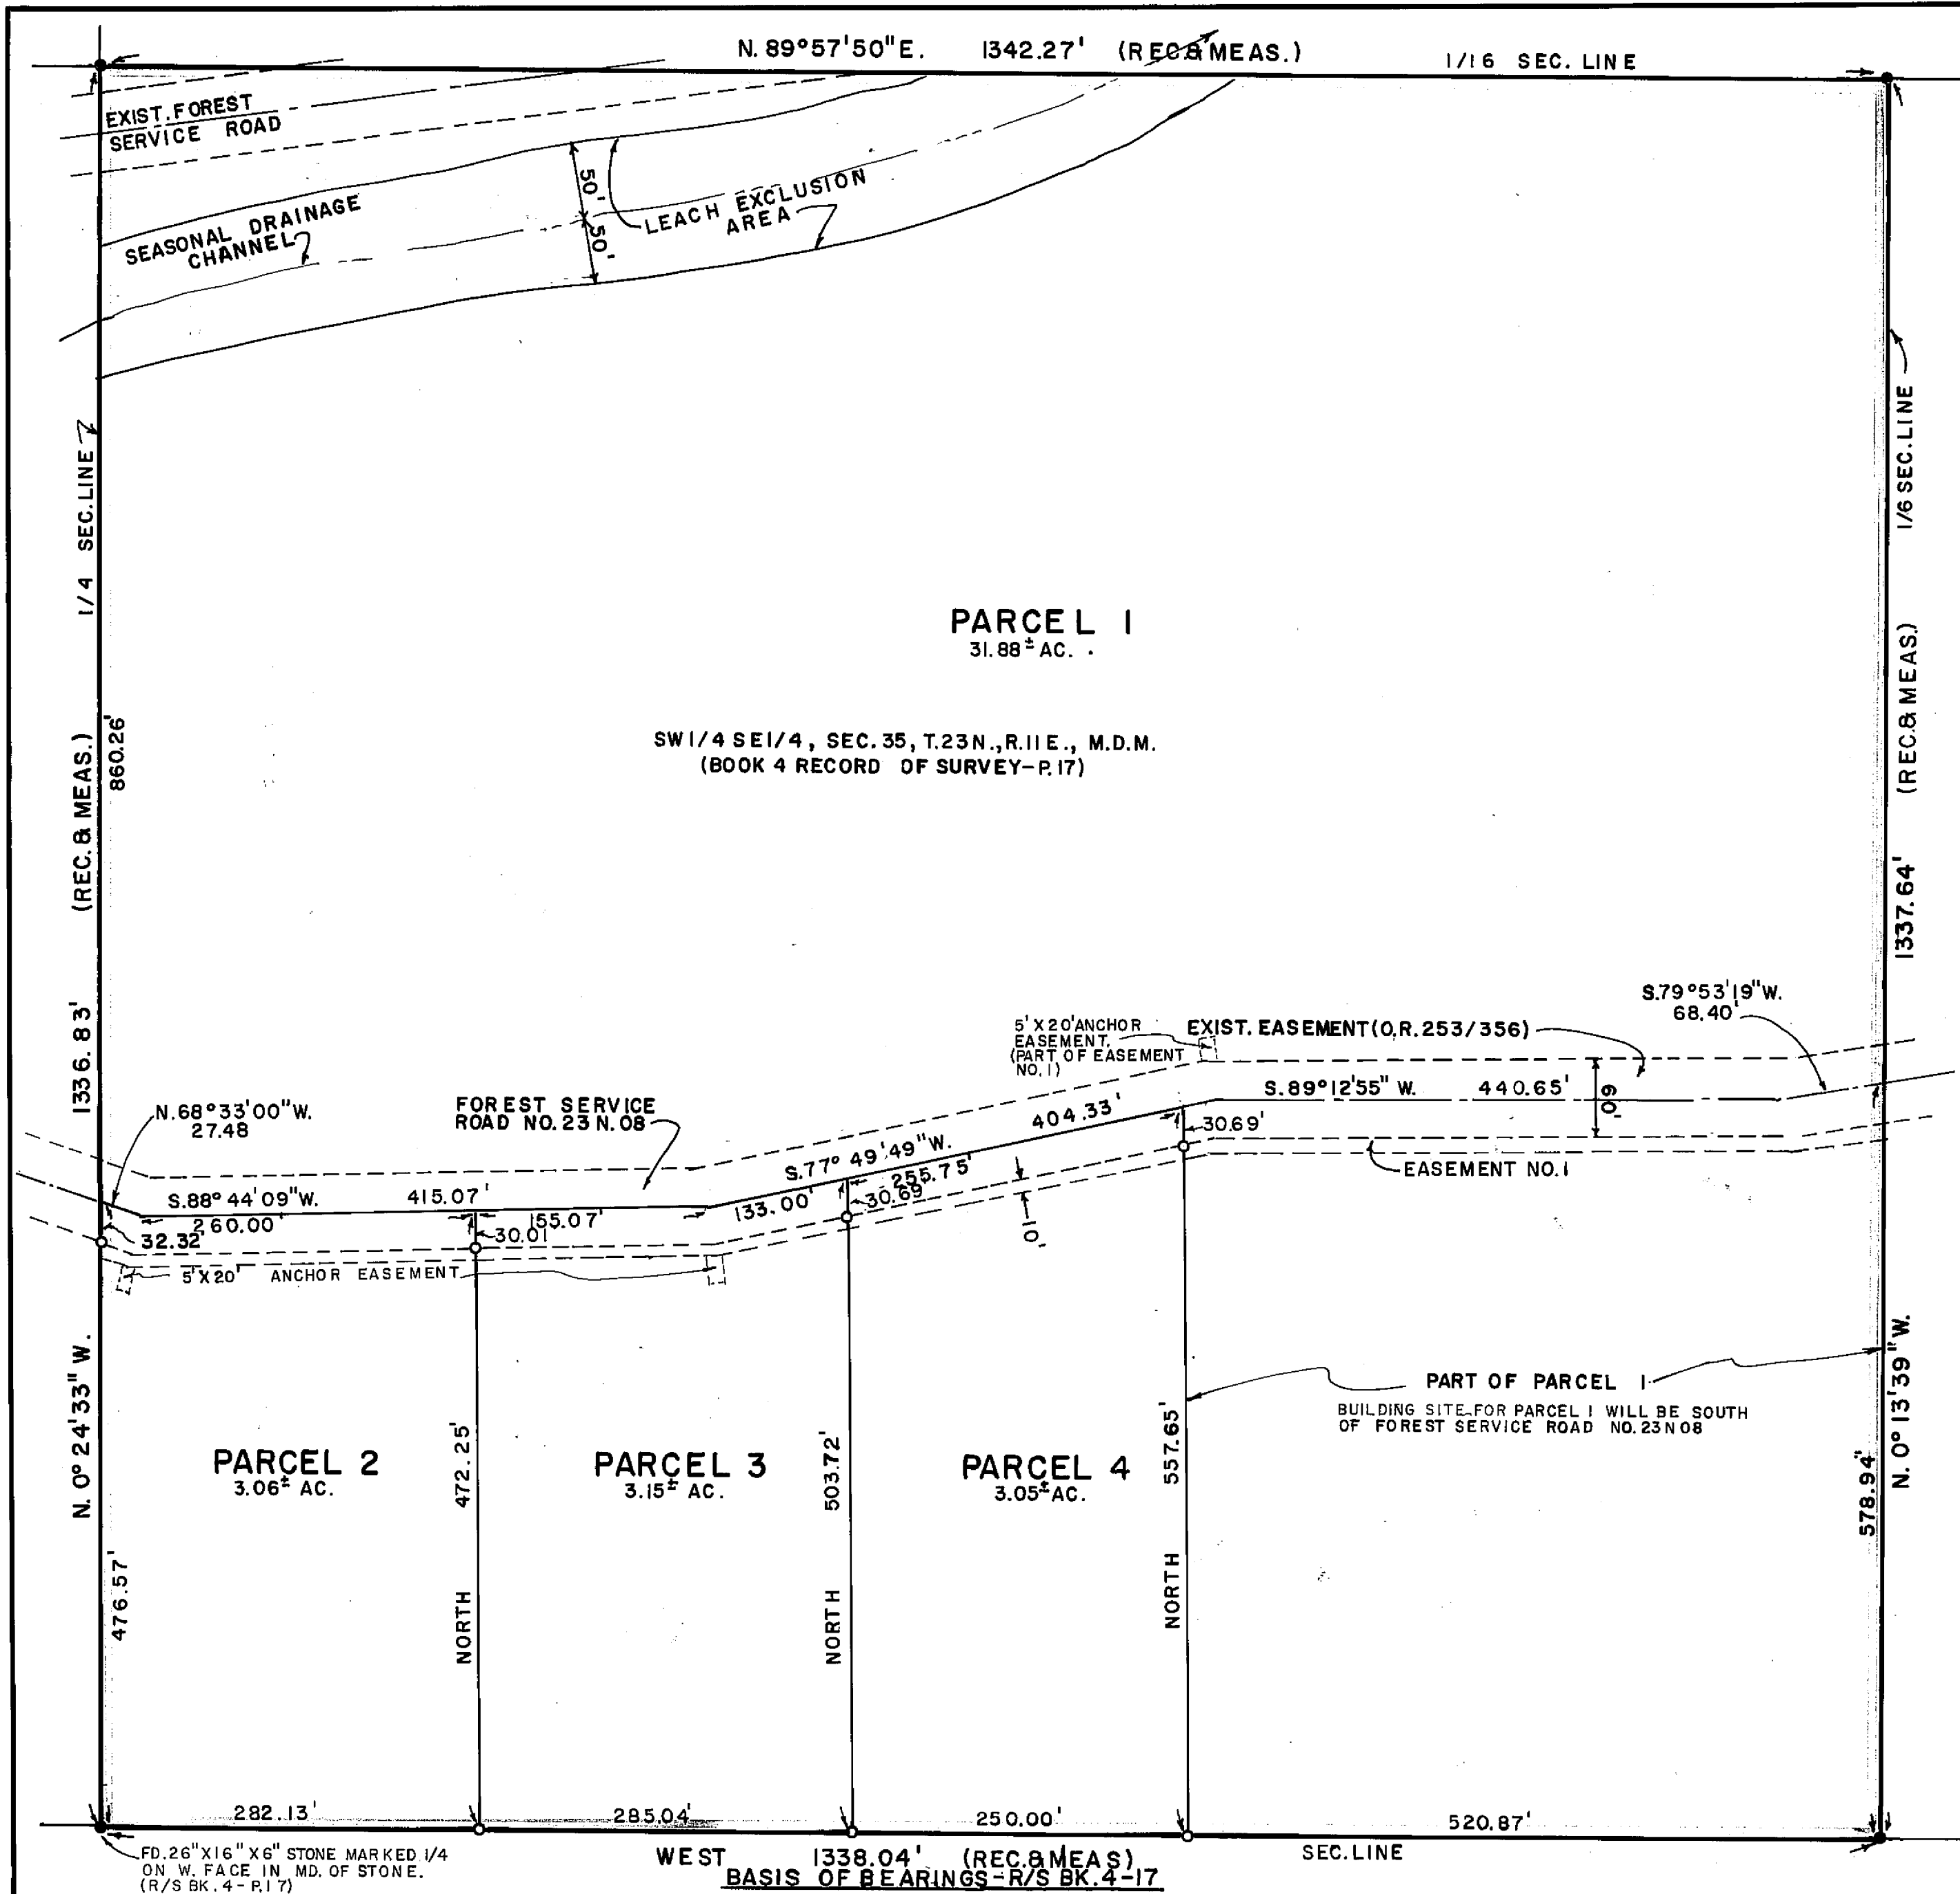 N. 89°57'50"E. 1342.27' (REC.& MEAS.)
1/16 SEC. LINE
EXIST. FOREST
SERVICE ROAD
SEASONAL DRAINAGE
CHANNEL
50'
50'
LEACH EXCLUSION
AREA
1/4 SEC. LINE
1/6 SEC. LINE
PARCEL 1
31.88± AC.
SW 1/4 SE1/4, SEC. 35, T. 23 N., R. 11 E., M.D.M.
(BOOK 4 RECORD OF SURVEY-P. 17)
(REC. & MEAS.)
860.26'
1336.83'
N. 0° 24' 33" W.
476.57'
(REC.& MEAS.)
1337.64'
N. 0° 13' 39" W.
578.94'
S. 79° 53' 19" W.
68.40'
5' X 20' ANCHOR
EASEMENT.
(PART OF EASEMENT
NO. 1)
EXIST. EASEMENT (O.R. 253/356)
S. 89° 12' 55" W. 440.65'
60'
N. 68° 33' 00" W.
27.48
FOREST SERVICE
ROAD NO. 23 N. 08
404.33'
S. 77° 49' 49" W.
30.69'
EASEMENT NO. 1
S. 88° 44' 09" W. 415.07'
260.00'
155.07'
133.00'
255.75'
30.69'
10'
32.32'
30.01'
5' X 20' ANCHOR EASEMENT
PART OF PARCEL 1
BUILDING SITE FOR PARCEL 1 WILL BE SOUTH
OF FOREST SERVICE ROAD NO. 23 N 08
PARCEL 2
3.06± AC.
NORTH 472.25'
PARCEL 3
3.15± AC.
NORTH 503.72'
PARCEL 4
3.05± AC.
NORTH 557.65'
282.13'
285.04'
250.00'
520.87'
FD. 26" X 16" X 6" STONE MARKED 1/4
ON W. FACE IN MD. OF STONE.
(R/S BK. 4 - P. 17)
WEST 1338.04' (REC. & MEAS)
SEC. LINE
BASIS OF BEARINGS - R/S BK. 4-17